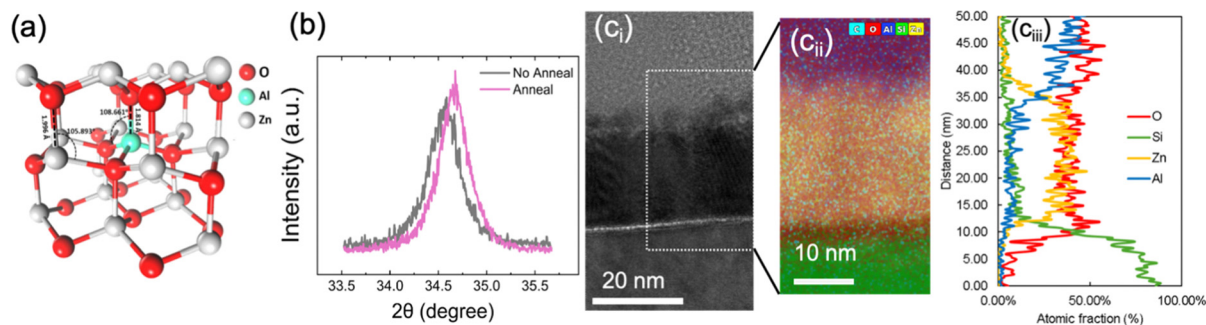 (a)
O
Al
Zn
108.661°
1.814
1.996 Å
105.893°
(b)
No Anneal
Anneal
Intensity (a.u.)
33.5 34.0 34.5 35.0 35.5
2θ (degree)
(ci)
20 nm
(cii)
O Al Si
10 nm
(ciii)
50.00
45.00
40.00
35.00
30.00
25.00
20.00
15.00
10.00
5.00
0.00
Distance (nm)
O
Si
Zn
Al
0.00% 50.00% 100.00%
Atomic fraction (%)